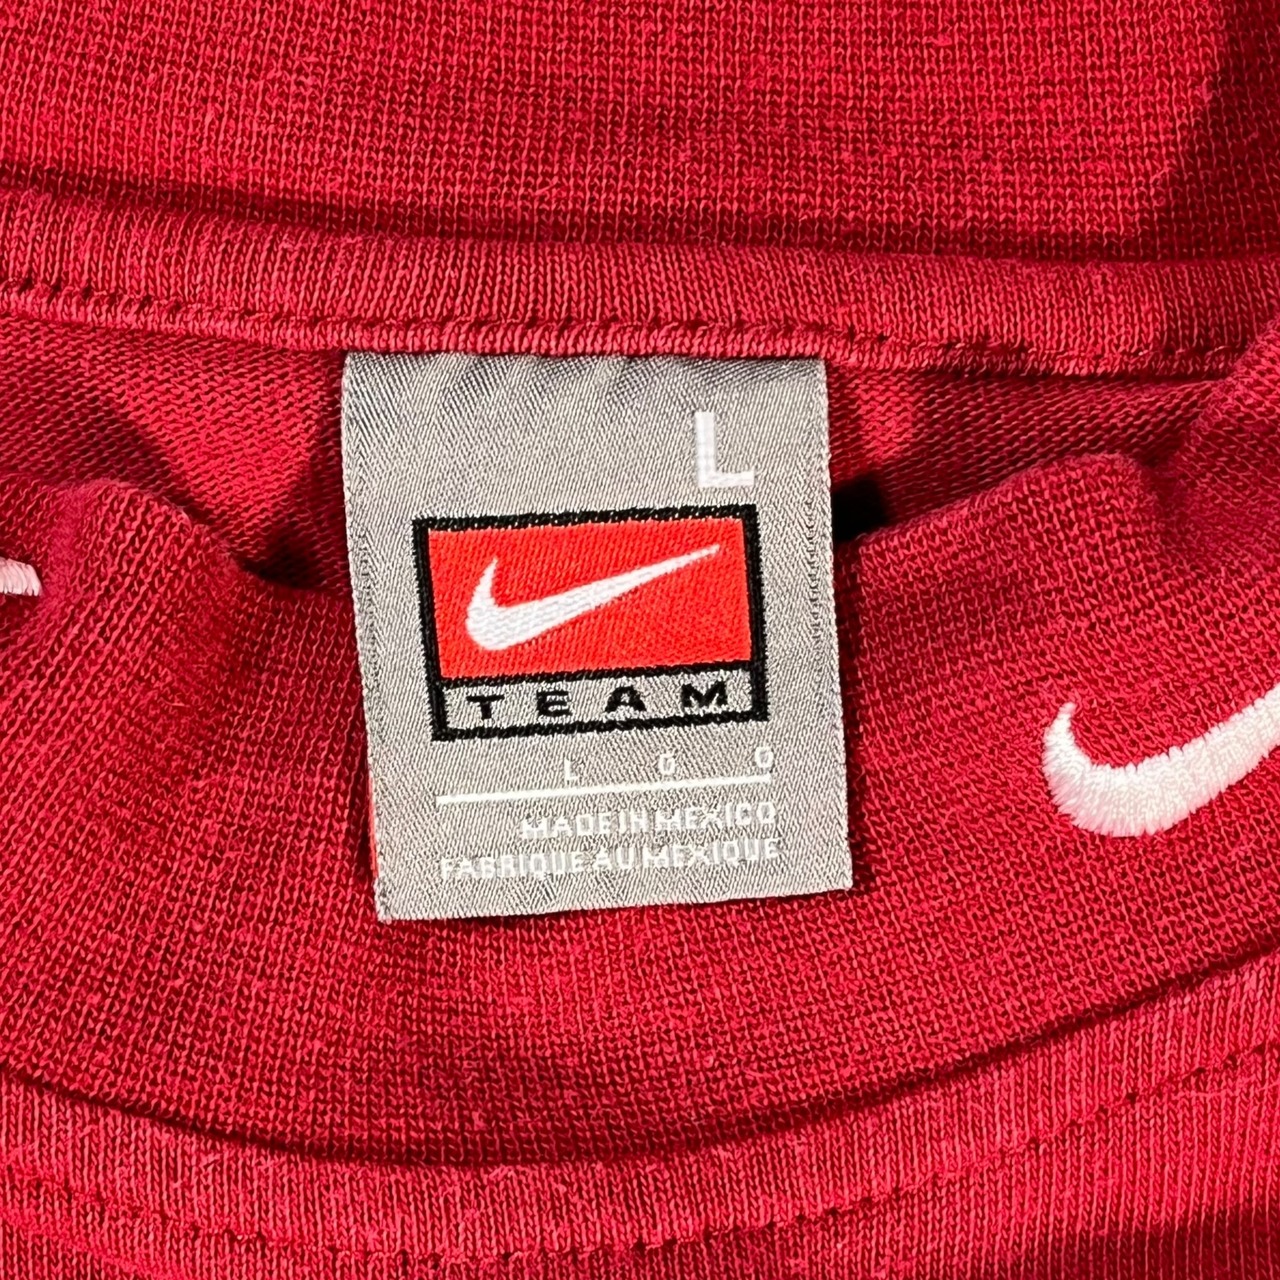 L
TEAM
L G G
MADE IN MEXICO
FABRIQUE AU MEXIQUE